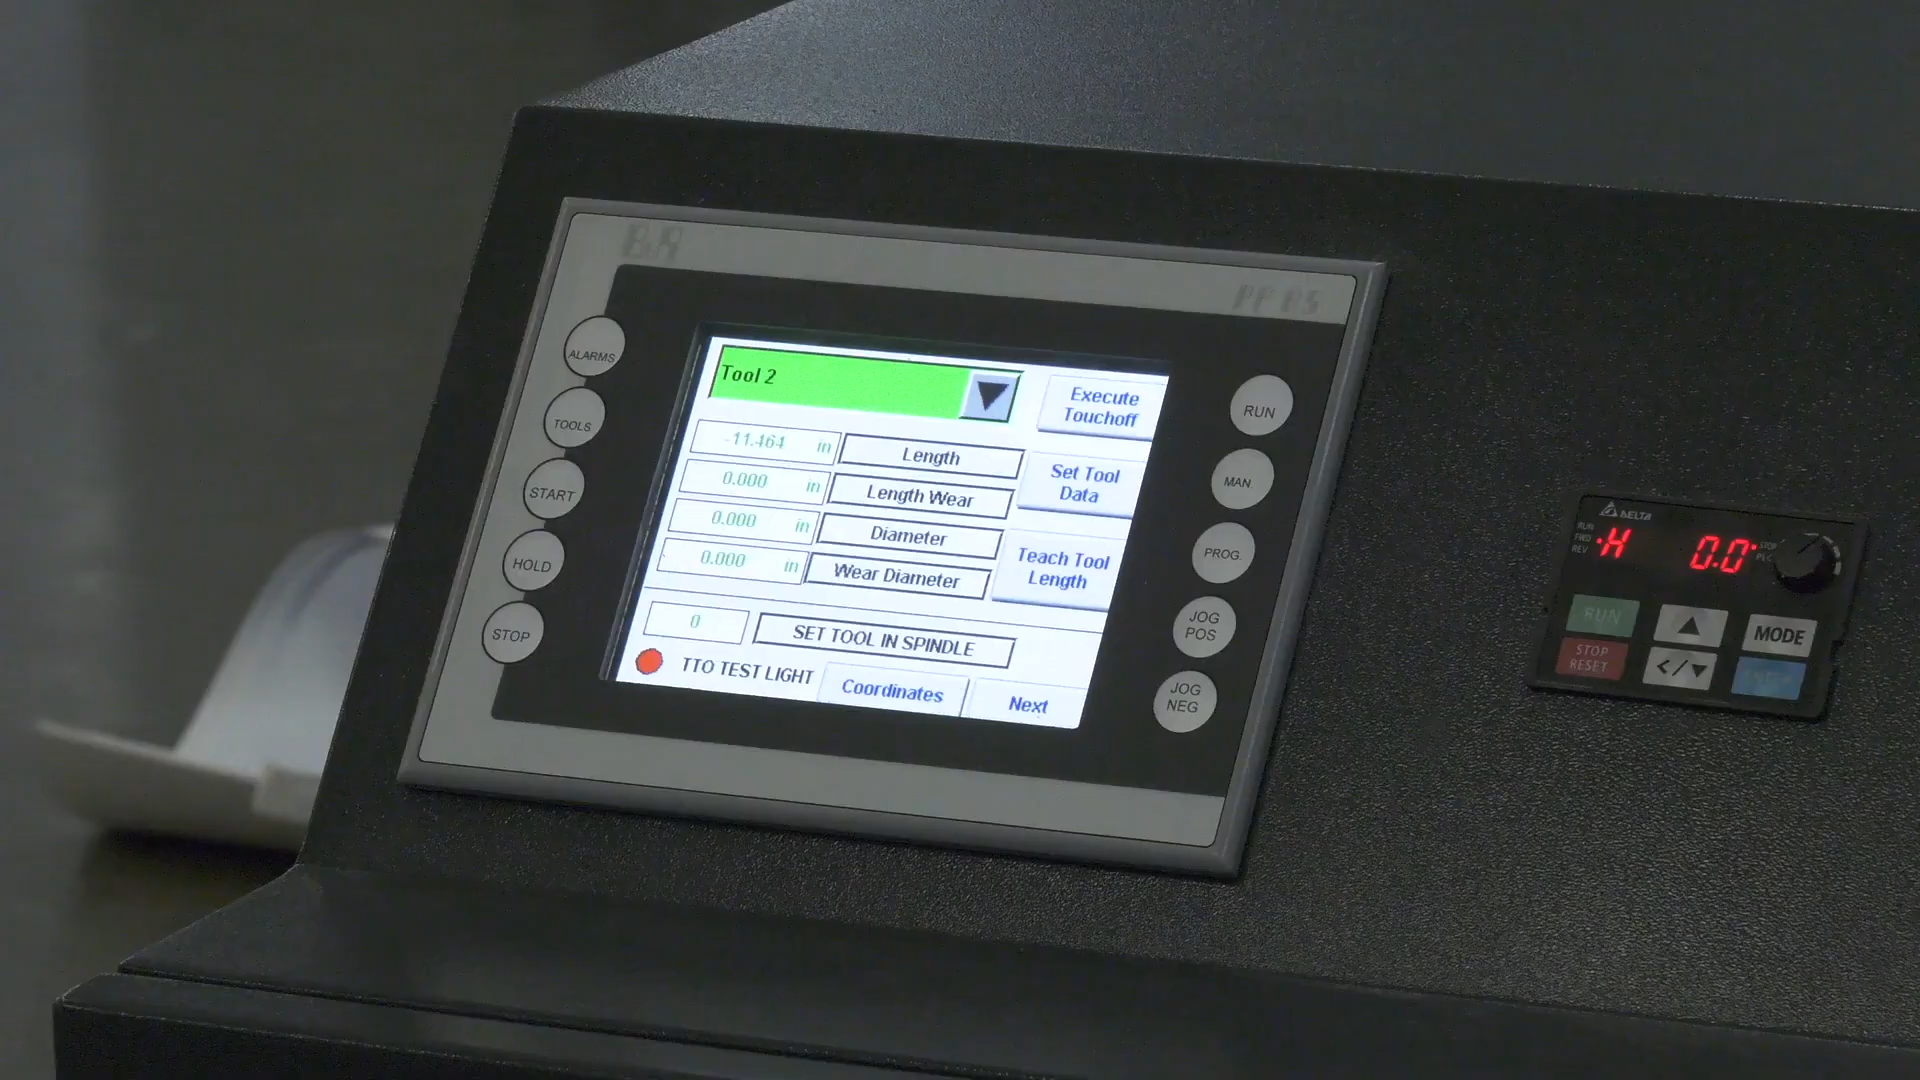 ALARMS
TOOLS
START
HOLD
STOP
Tool 2
Execute
Touchoff
-11.464 in Length
0.000 in Length Wear
0.000 in Diameter
0.000 in Wear Diameter
Set Tool
Data
Teach Tool
Length
0 SET TOOL IN SPINDLE
TTO TEST LIGHT
Coordinates
Next
RUN
MAN.
PROG.
JOG
POS
JOG
NEG
DELTA
RUN
FWD
REV
H 0.0
STOP
RUN
MODE
STOP
RESET